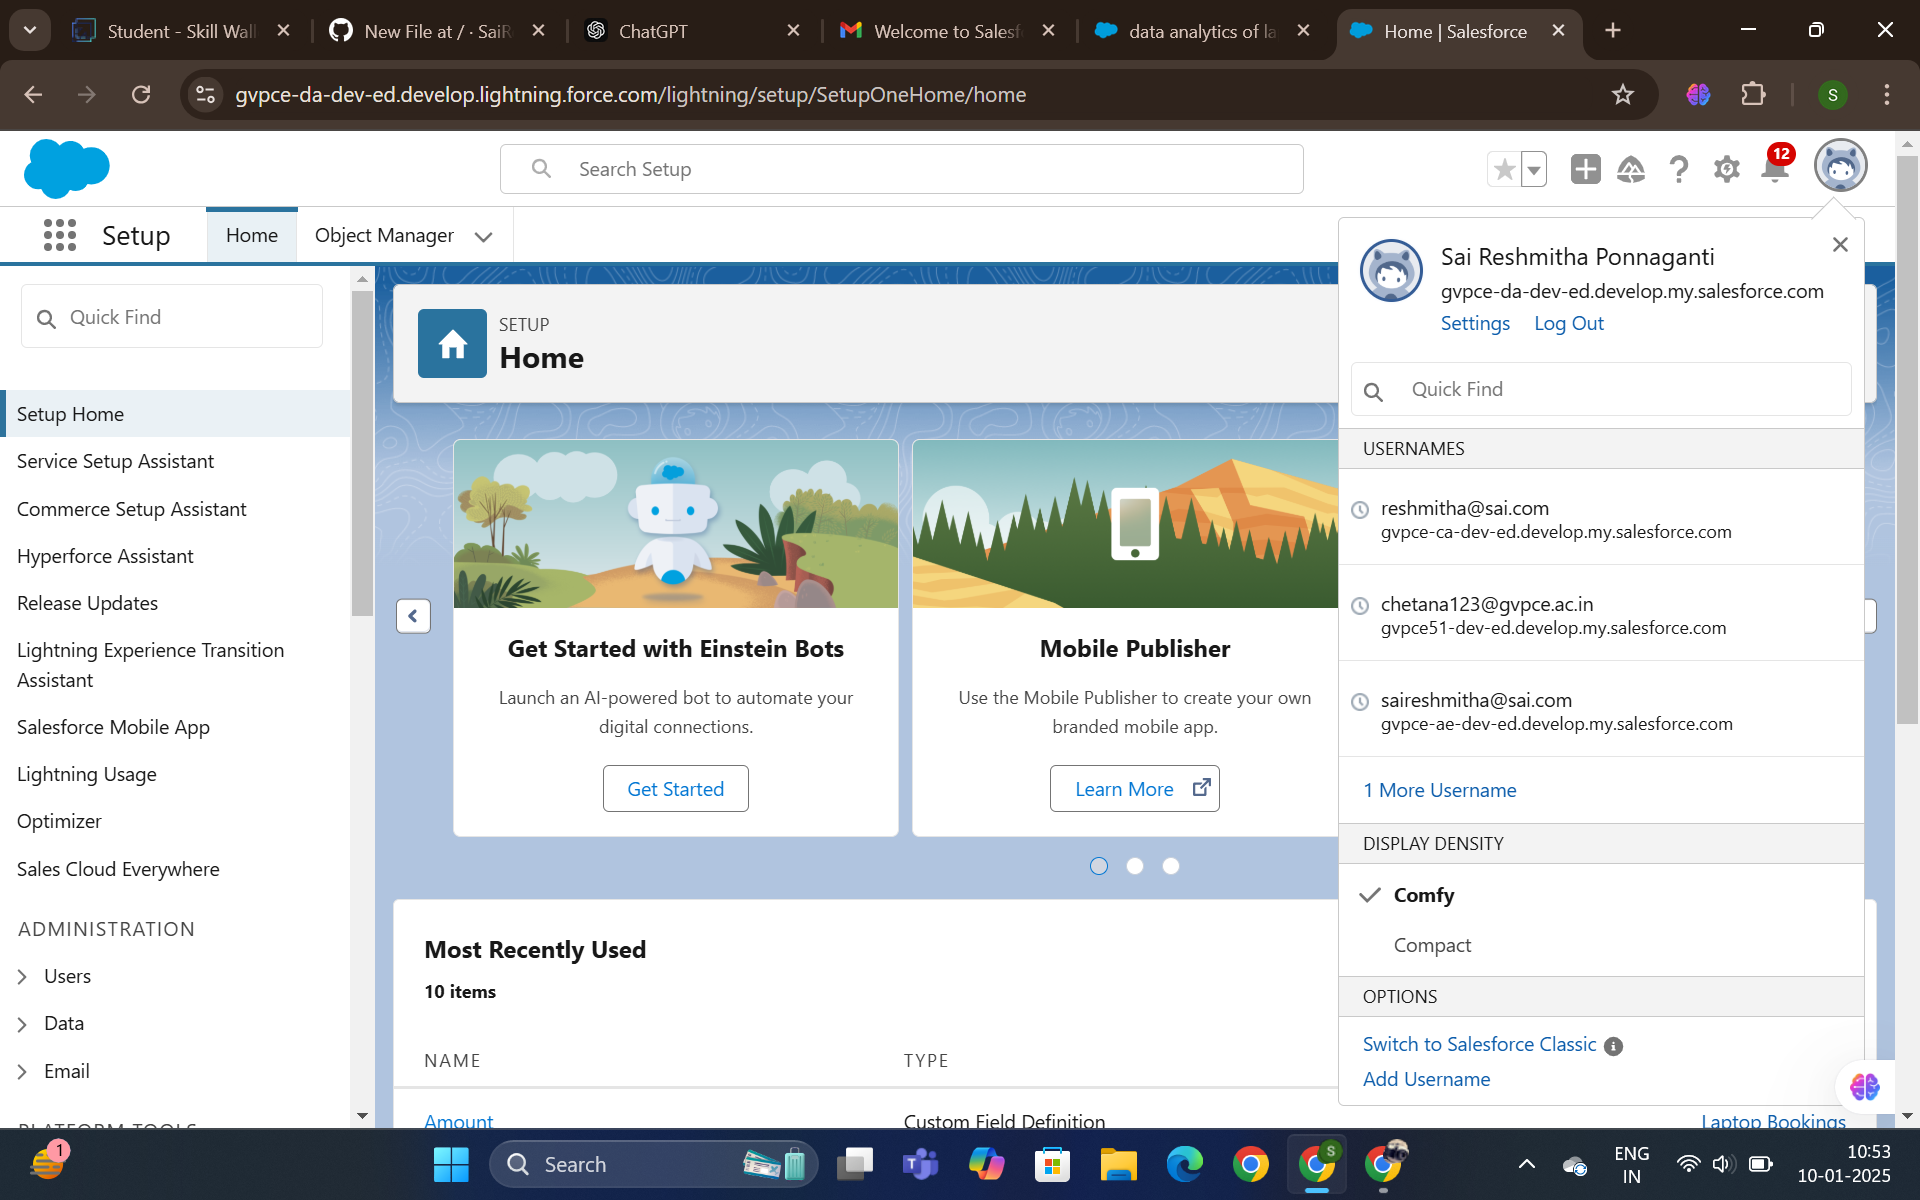 Student - Skill Wall
New File at / · SaiR
ChatGPT
Welcome to Salesf
data analytics of la
Home | Salesforce
gvpce-da-dev-ed.develop.lightning.force.com/lightning/setup/SetupOneHome/home
S
Search Setup
12
Setup
Home
Object Manager
Quick Find
Setup Home
Service Setup Assistant
Commerce Setup Assistant
Hyperforce Assistant
Release Updates
Lightning Experience Transition
Assistant
Salesforce Mobile App
Lightning Usage
Optimizer
Sales Cloud Everywhere
ADMINISTRATION
Users
Data
Email
PLATFORM TOOLS
SETUP
Home
Get Started with Einstein Bots
Launch an AI-powered bot to automate your
digital connections.
Get Started
Mobile Publisher
Use the Mobile Publisher to create your own
branded mobile app.
Learn More
Most Recently Used
10 items
NAME
TYPE
Amount
Custom Field Definition
Laptop Bookings
Sai Reshmitha Ponnaganti
gvpce-da-dev-ed.develop.my.salesforce.com
Settings
Log Out
Quick Find
USERNAMES
reshmitha@sai.com
gvpce-ca-dev-ed.develop.my.salesforce.com
chetana123@gvpce.ac.in
gvpce51-dev-ed.develop.my.salesforce.com
saireshmitha@sai.com
gvpce-ae-dev-ed.develop.my.salesforce.com
1 More Username
DISPLAY DENSITY
Comfy
Compact
OPTIONS
Switch to Salesforce Classic
Add Username
1
Search
S
ENG
IN
10:53
10-01-2025